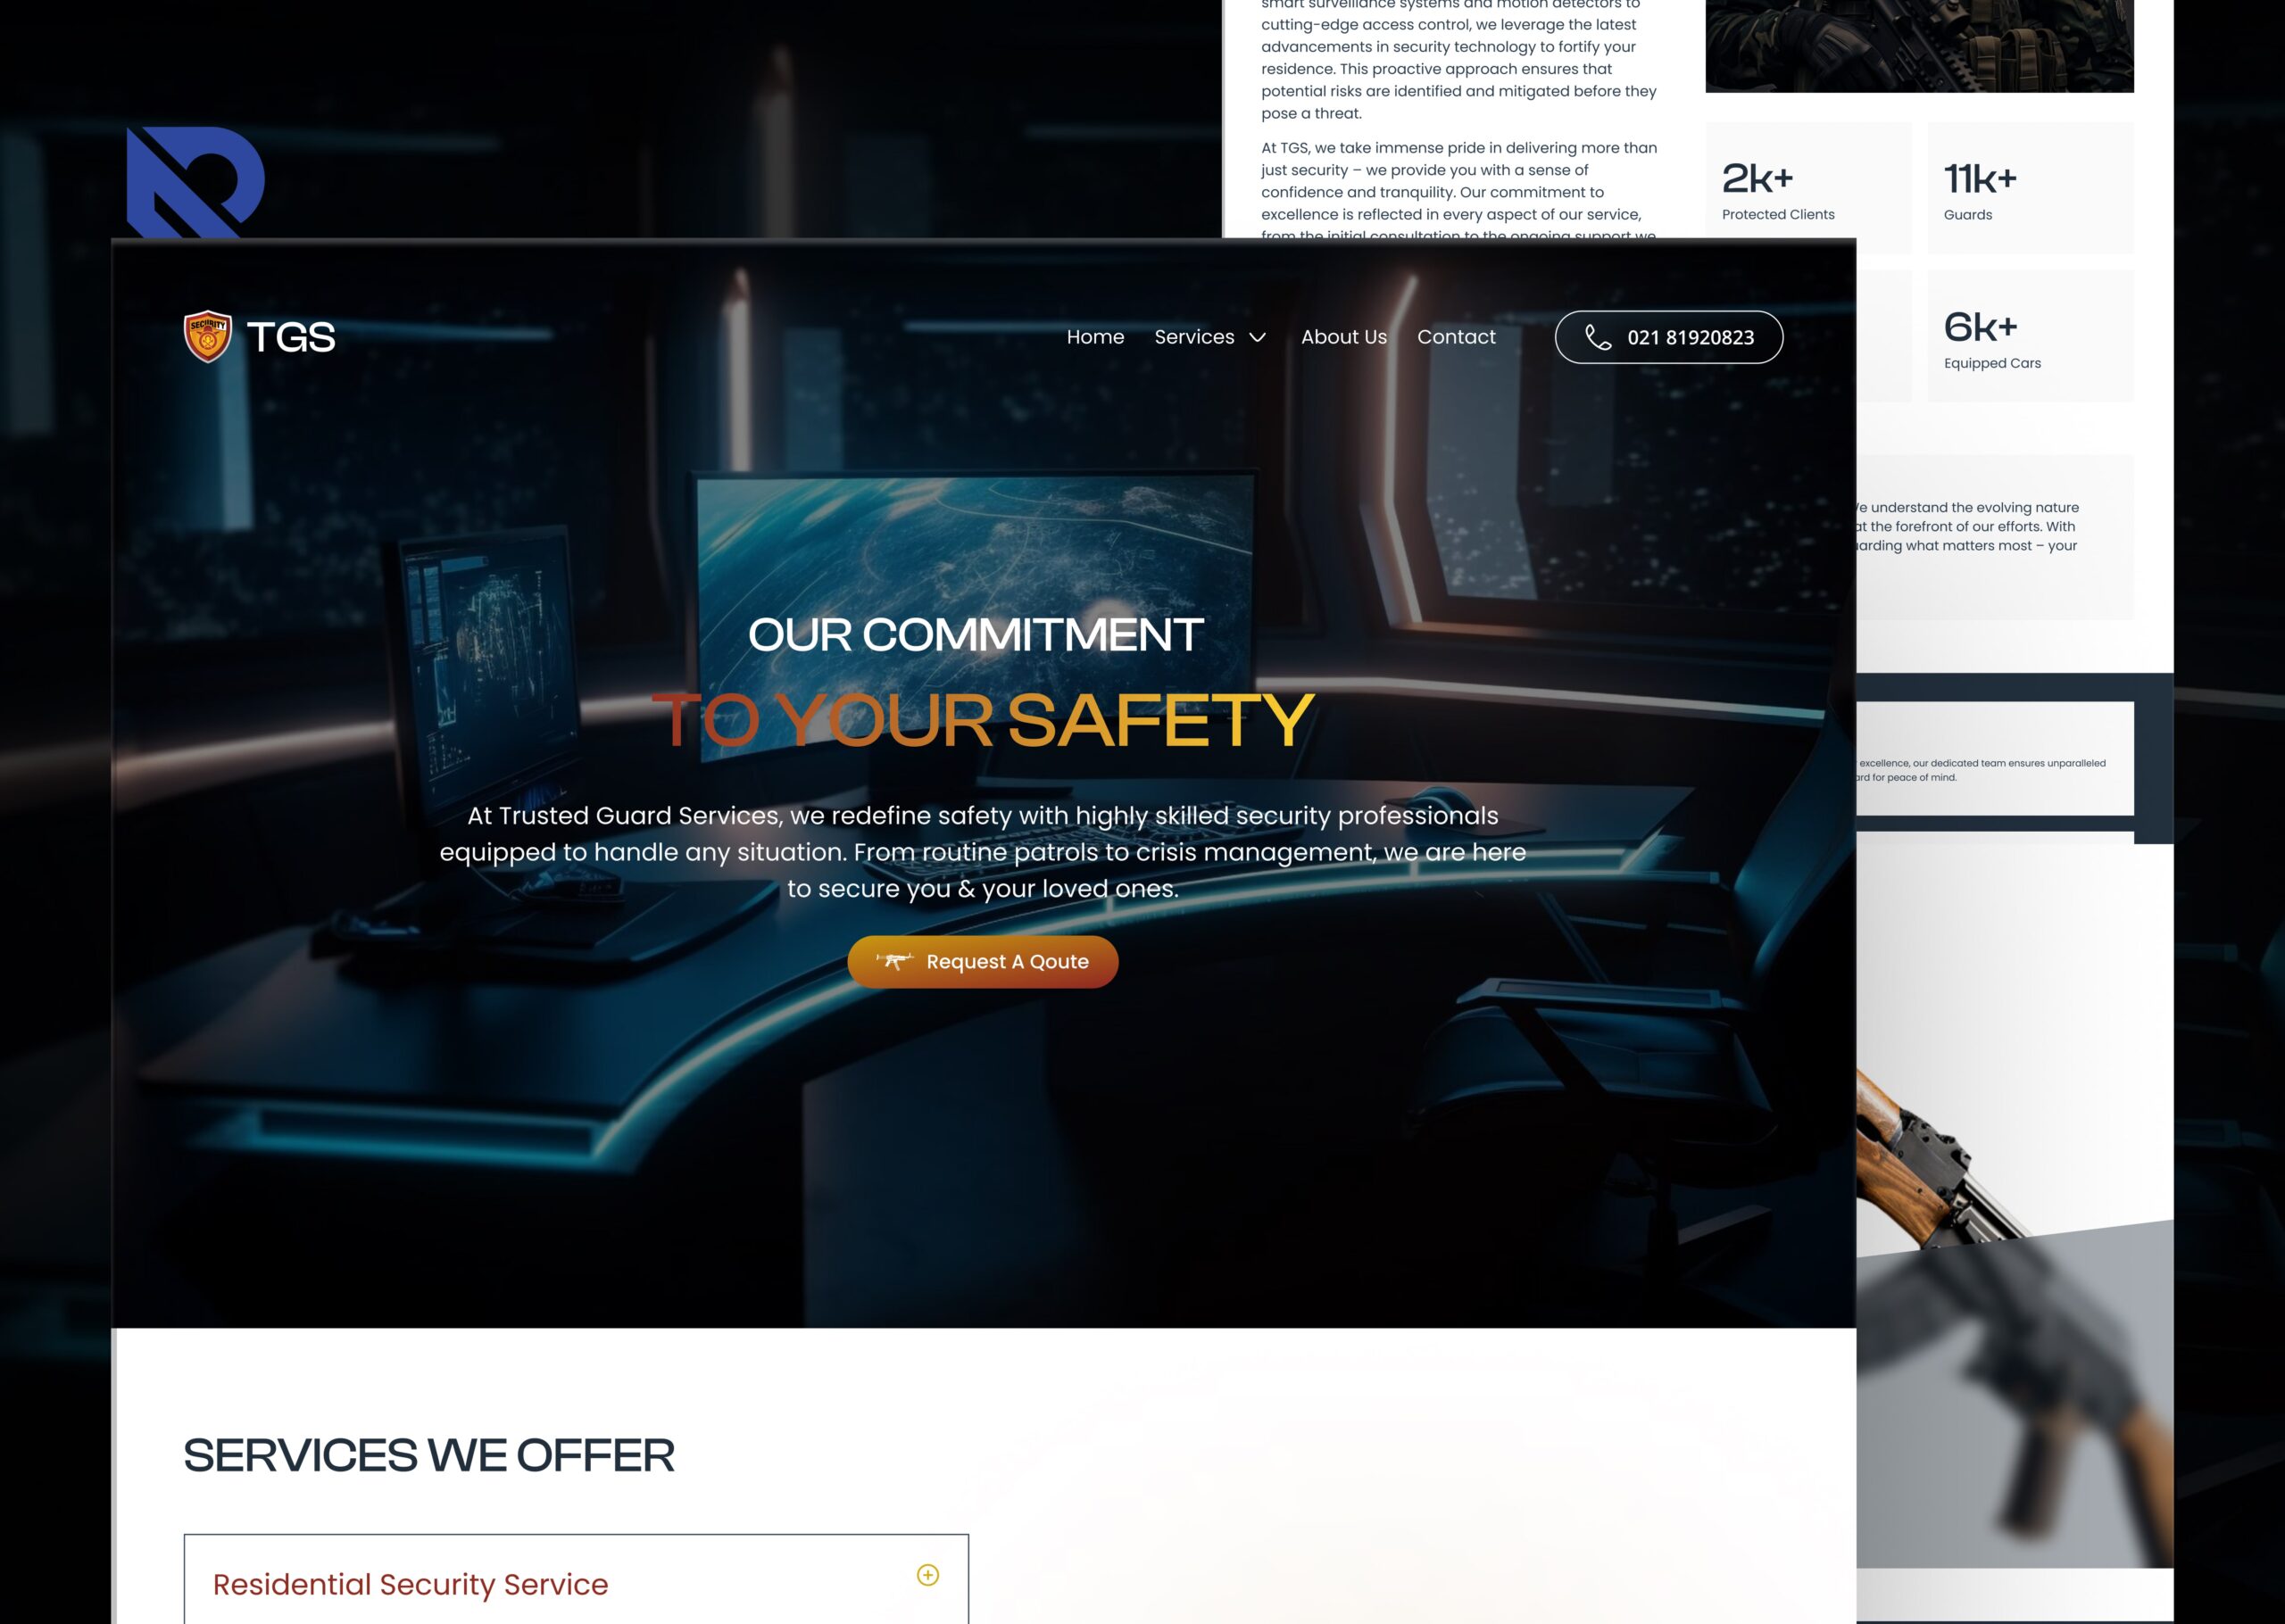 smart surveillance systems and motion detectors to
cutting-edge access control, we leverage the latest
advancements in security technology to fortify your
residence. This proactive approach ensures that
potential risks are identified and mitigated before they
pose a threat.
At TGS, we take immense pride in delivering more than
just security – we provide you with a sense of
confidence and tranquility. Our commitment to
excellence is reflected in every aspect of our service,
from the initial consultation to the ongoing support we
2k+
Protected Clients
11k+
Guards
6k+
Equipped Cars
understand the evolving nature
at the forefront of our efforts. With
what matters most – your
excellence, our dedicated team ensures unparalleled
for peace of mind.
SECURITY
TGS
Home
Services
About Us
Contact
021 81920823
OUR COMMITMENT
TO YOUR SAFETY
At Trusted Guard Services, we redefine safety with highly skilled security professionals
equipped to handle any situation. From routine patrols to crisis management, we are here
to secure you & your loved ones.
Request A Qoute
SERVICES WE OFFER
Residential Security Service